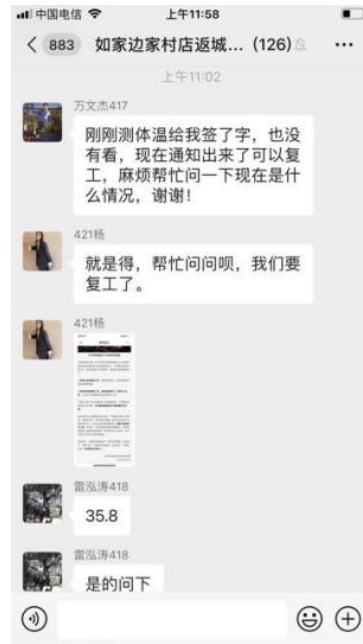 中国电信
上午11:58
883
如家边家村店返城... (126)
上午11:02
万文杰417
刚刚测体温给我签了字，也没
有看，现在通知出来了可以复
工，麻烦帮忙问一下现在是什
么情况，谢谢！
421杨
就是得，帮忙问问呗，我们要
复工了。
421杨
雷泓涛418
35.8
雷泓涛418
是的问下